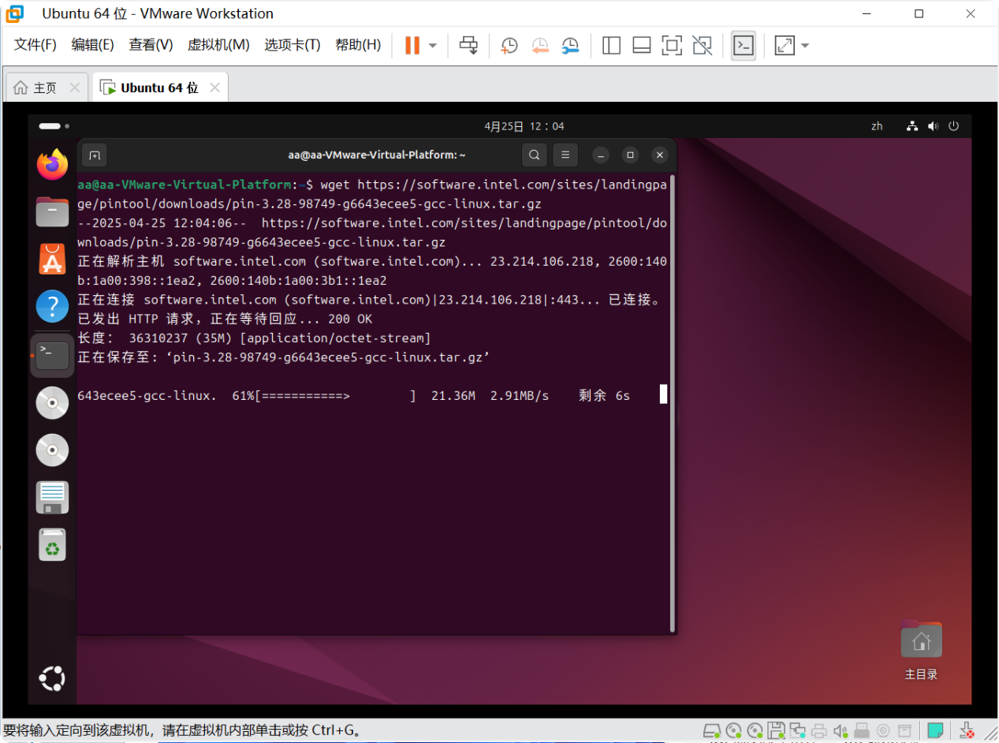 Ubuntu 64 位 - VMware Workstation
文件(F) 编辑(E) 查看(V) 虚拟机(M) 选项卡(T) 帮助(H)
主页
Ubuntu 64 位
4月25日 12：04
zh
aa@aa-VMware-Virtual-Platform: ~
aa@aa-VMware-Virtual-Platform:~$ wget https://software.intel.com/sites/landingpa
ge/pintool/downloads/pin-3.28-98749-g6643ecee5-gcc-linux.tar.gz
--2025-04-25 12:04:06--  https://software.intel.com/sites/landingpage/pintool/do
wnloads/pin-3.28-98749-g6643ecee5-gcc-linux.tar.gz
正在解析主机 software.intel.com (software.intel.com)... 23.214.106.218, 2600:140
b:1a00:398::1ea2, 2600:140b:1a00:3b1::1ea2
正在连接 software.intel.com (software.intel.com)|23.214.106.218|:443... 已连接。
已发出 HTTP 请求，正在等待回应... 200 OK
长度： 36310237 (35M) [application/octet-stream]
正在保存至: ‘pin-3.28-98749-g6643ecee5-gcc-linux.tar.gz’
643ecee5-gcc-linux.  61%[===========>        ]  21.36M  2.91MB/s    剩余 6s
主目录
要将输入定向到该虚拟机，请在虚拟机内部单击或按 Ctrl+G。